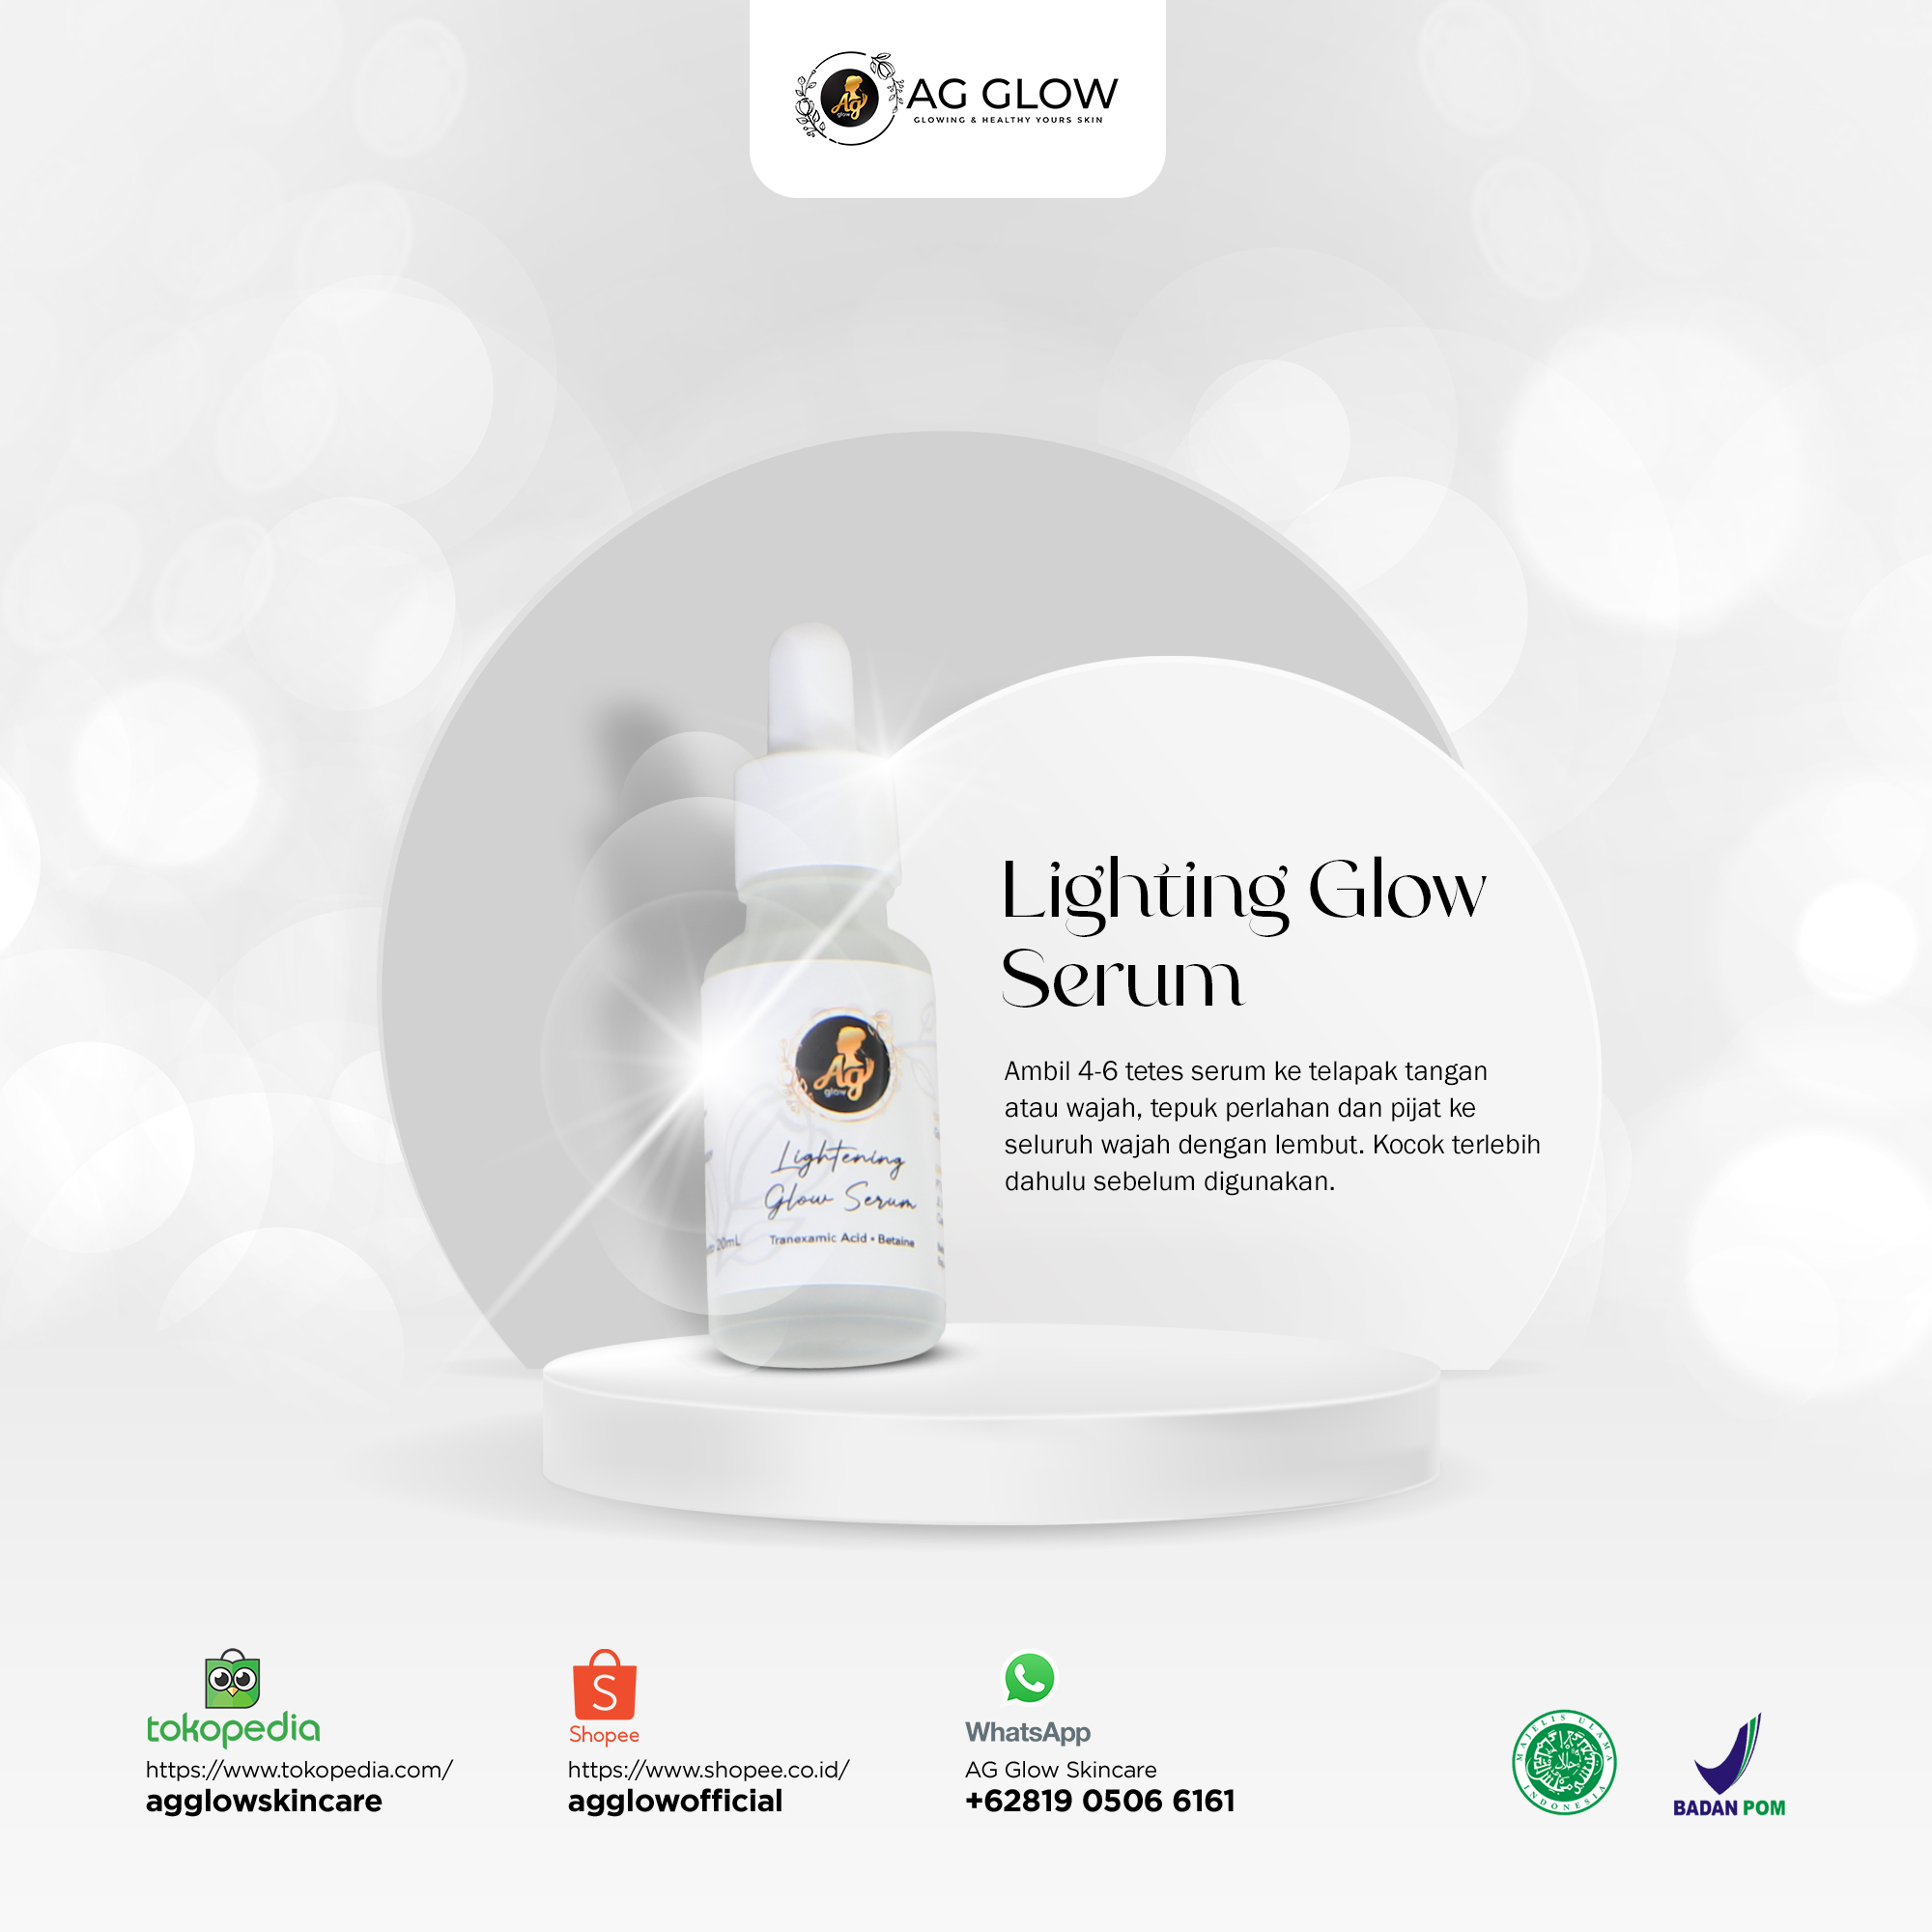 Ag
glow
AG GLOW
GLOWING & HEALTHY YOURS SKIN
Lighting Glow
Serum
Ambil 4-6 tetes serum ke telapak tangan
atau wajah, tepuk perlahan dan pijat ke
seluruh wajah dengan lembut. Kocok terlebih
dahulu sebelum digunakan.
Ag
glow
Lightening
Glow Serum
Tranexamic Acid • Betaine
20mL
tokopedia
https://www.tokopedia.com/
agglowskincare
Shopee
https://www.shopee.co.id/
agglowofficial
WhatsApp
AG Glow Skincare
+62819 0506 6161
MAJELIS ULAMA
INDONESIA
BADAN POM